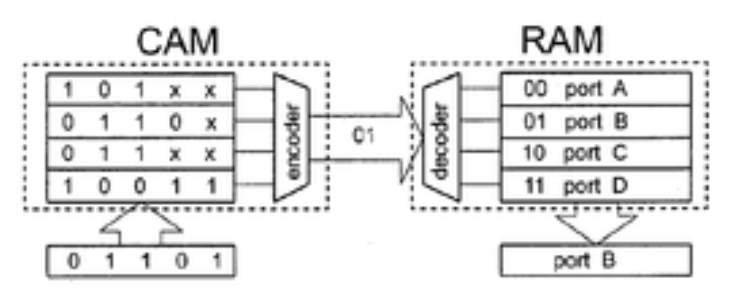 CAM
RAM
1 0 1 x x
0 1 1 0 x
0 1 1 x x
1 0 0 1 1
encoder
01
decoder
00 port A
01 port B
10 port C
11 port D
0 1 1 0 1
port B